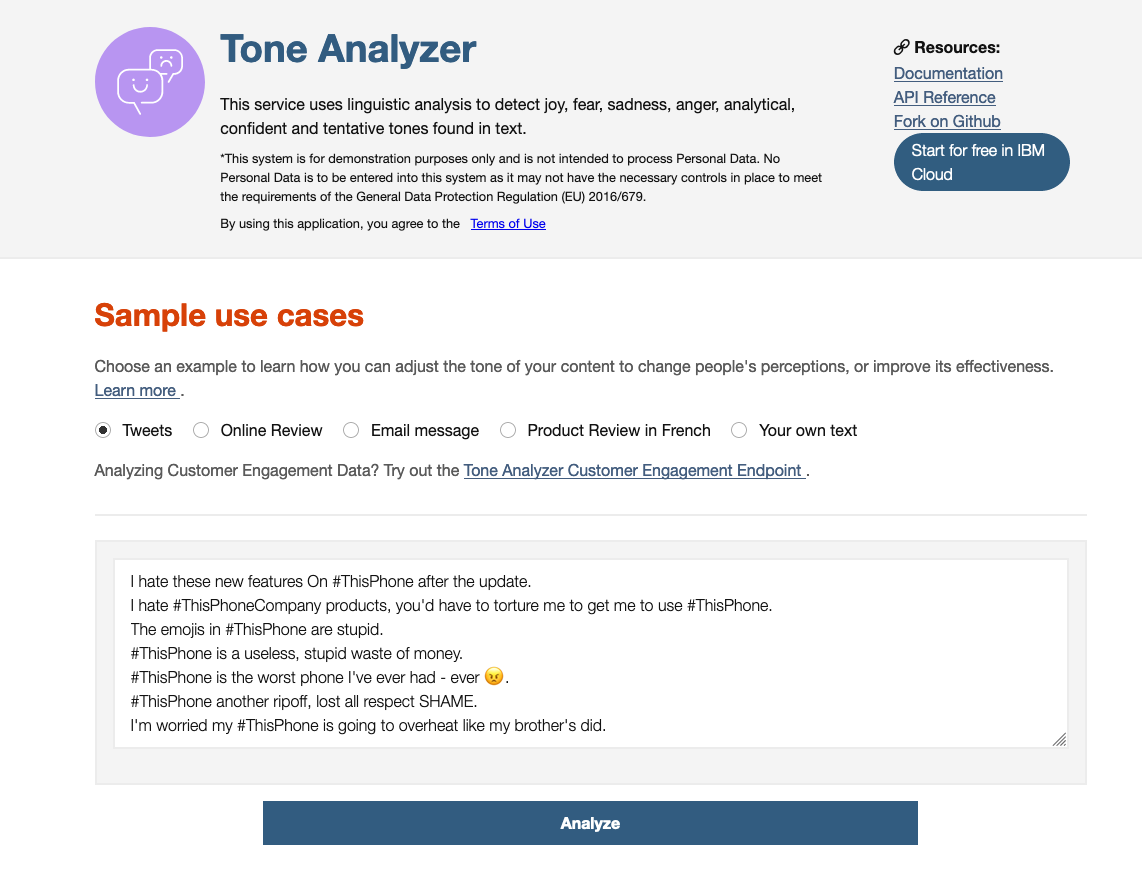 Tone Analyzer
This service uses linguistic analysis to detect joy, fear, sadness, anger, analytical,
confident and tentative tones found in text.
*This system is for demonstration purposes only and is not intended to process Personal Data. No
Personal Data is to be entered into this system as it may not have the necessary controls in place to meet
the requirements of the General Data Protection Regulation (EU) 2016/679.
By using this application, you agree to the Terms of Use
Resources:
Documentation
API Reference
Fork on Github
Start for free in IBM
Cloud
Sample use cases
Choose an example to learn how you can adjust the tone of your content to change people's perceptions, or improve its effectiveness.
Learn more .
Tweets Online Review Email message Product Review in French Your own text
Analyzing Customer Engagement Data? Try out the Tone Analyzer Customer Engagement Endpoint .
I hate these new features On #ThisPhone after the update.
I hate #ThisPhoneCompany products, you'd have to torture me to get me to use #ThisPhone.
The emojis in #ThisPhone are stupid.
#ThisPhone is a useless, stupid waste of money.
#ThisPhone is the worst phone I've ever had - ever 😠.
#ThisPhone another ripoff, lost all respect SHAME.
I'm worried my #ThisPhone is going to overheat like my brother's did.
Analyze